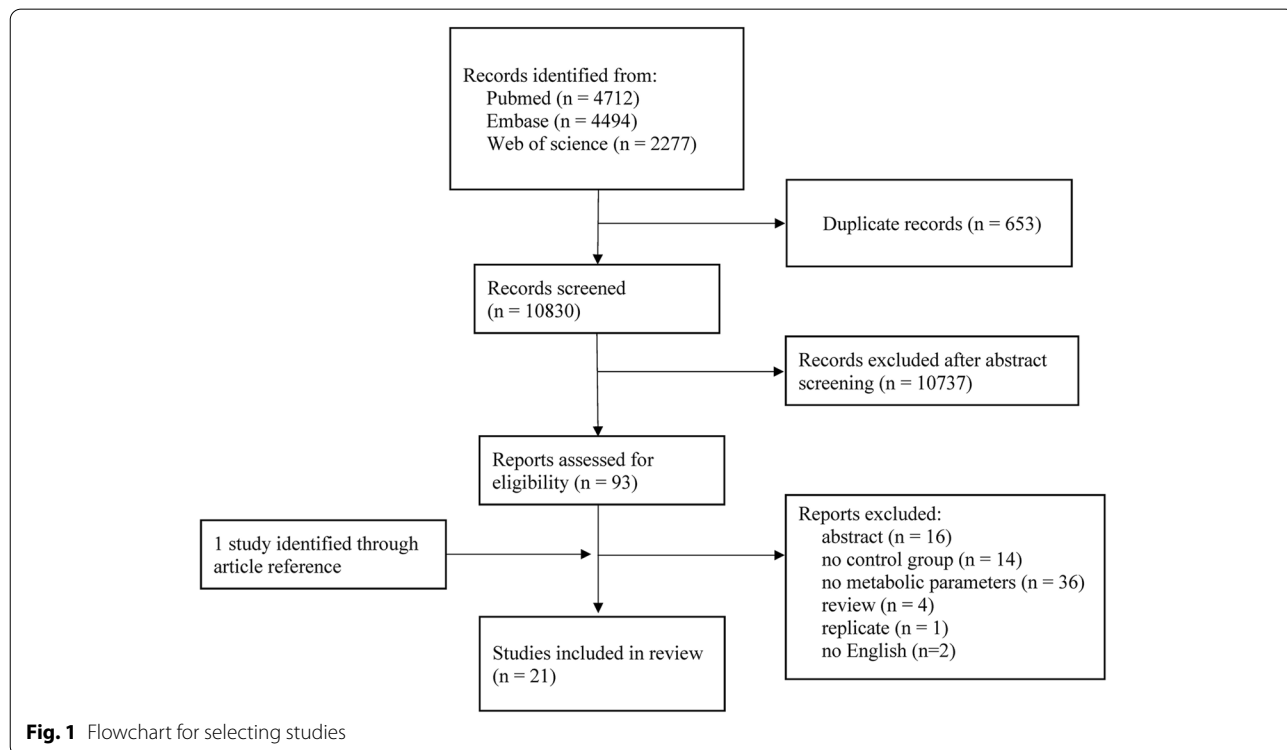 Records identified from:
Pubmed (n = 4712)
Embase (n = 4494)
Web of science (n = 2277)
Duplicate records (n = 653)
Records screened
(n = 10830)
Records excluded after abstract
screening (n = 10737)
Reports assessed for
eligibility (n = 93)
1 study identified through
article reference
Reports excluded:
abstract (n = 16)
no control group (n = 14)
no metabolic parameters (n = 36)
review (n = 4)
replicate (n = 1)
no English (n=2)
Studies included in review
(n = 21)
Fig. 1 Flowchart for selecting studies